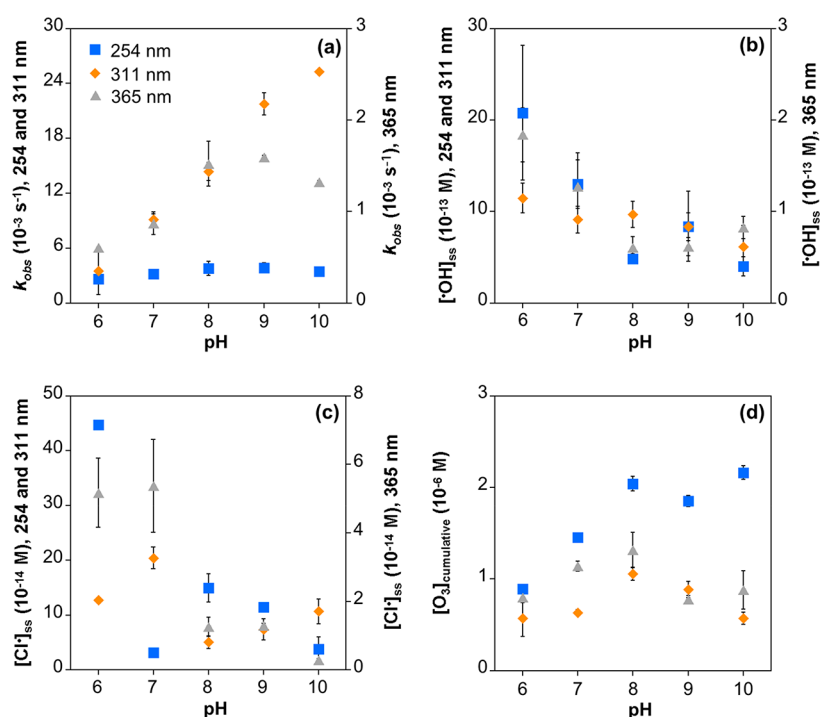 (a)
254 nm
311 nm
365 nm
30
24
18
12
6
0
3
2
1
0
6 7 8 9 10
pH
k_obs (10⁻³ s⁻¹), 254 and 311 nm
k_obs (10⁻³ s⁻¹), 365 nm
(b)
30
20
10
0
3
2
1
0
6 7 8 9 10
pH
[•OH]ss (10⁻¹³ M), 254 and 311 nm
[•OH]ss (10⁻¹³ M), 365 nm
(c)
50
40
30
20
10
0
8
6
4
2
0
6 7 8 9 10
pH
[Cl•]ss (10⁻¹⁴ M), 254 and 311 nm
[Cl•]ss (10⁻¹⁴ M), 365 nm
(d)
3
2
1
0
6 7 8 9 10
pH
[O₃]cumulative (10⁻⁶ M)